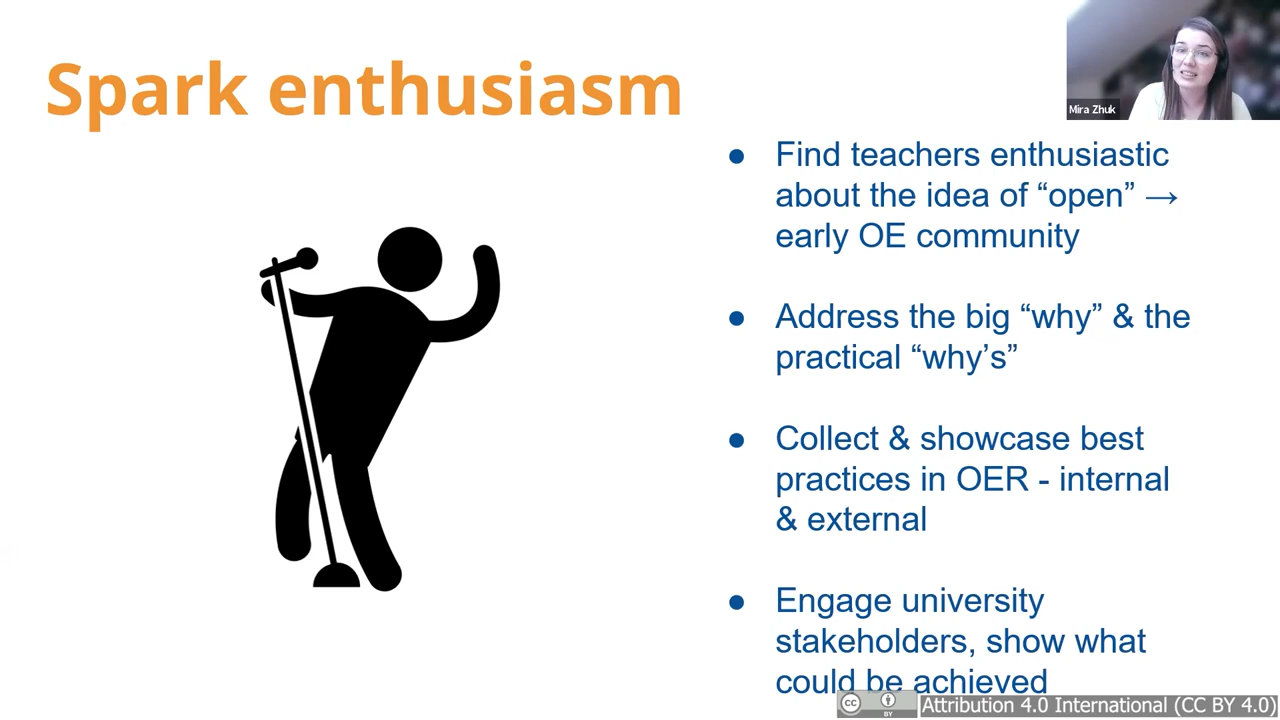 Spark enthusiasm
Mira Zhuk
● Find teachers enthusiastic
about the idea of “open” →
early OE community
● Address the big “why” & the
practical “why’s”
● Collect & showcase best
practices in OER - internal
& external
● Engage university
stakeholders, show what
could be achieved
cc BY Attribution 4.0 International (CC BY 4.0)